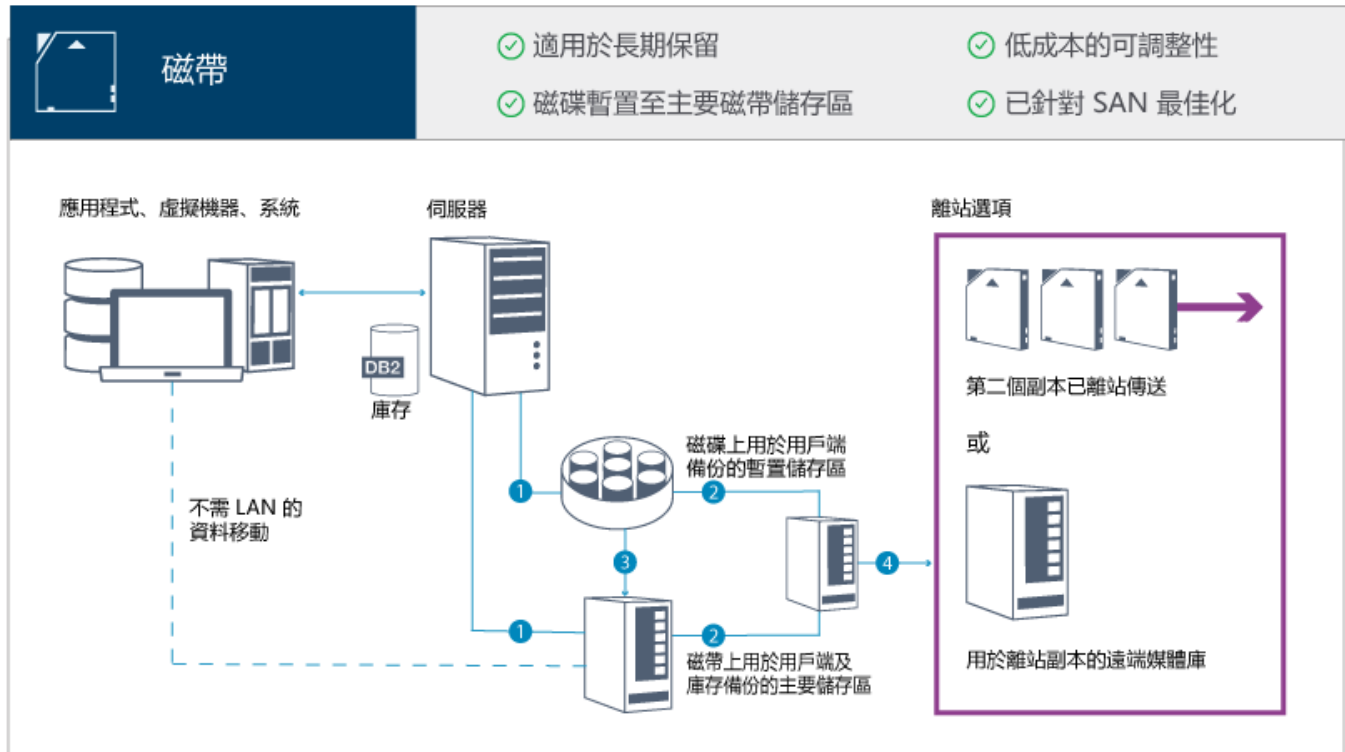 磁帶
適用於長期保留
低成本的可調整性
磁碟暫置至主要磁帶儲存區
已針對 SAN 最佳化
應用程式、虛擬機器、系統
伺服器
離站選項
DB2
庫存
第二個副本已離站傳送
磁碟上用於用戶端
備份的暫置儲存區
或
1
2
不需 LAN 的
資料移動
3
4
1
2
磁帶上用於用戶端及
庫存備份的主要儲存區
用於離站副本的遠端媒體庫